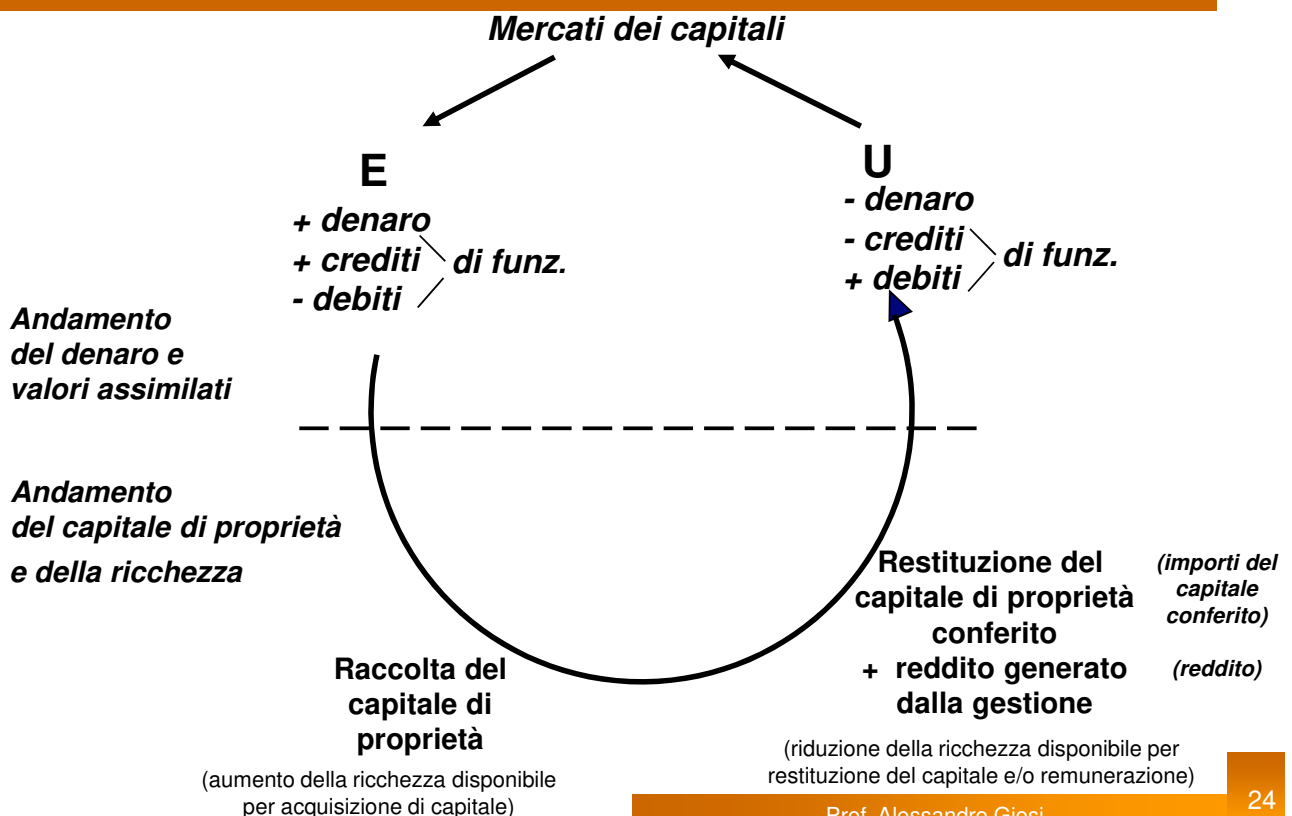 Mercati dei capitali
E
+ denaro
+ crediti
- debiti
di funz.
U
- denaro
- crediti
+ debiti
di funz.
Andamento
del denaro e
valori assimilati
Andamento
del capitale di proprietà
e della ricchezza
Raccolta del
capitale di
proprietà
(aumento della ricchezza disponibile
per acquisizione di capitale)
Restituzione del
capitale di proprietà
conferito
+ reddito generato
dalla gestione
(importi del
capitale
conferito)
(reddito)
(riduzione della ricchezza disponibile per
restituzione del capitale e/o remunerazione)
Prof. Alessandro Giosi
24